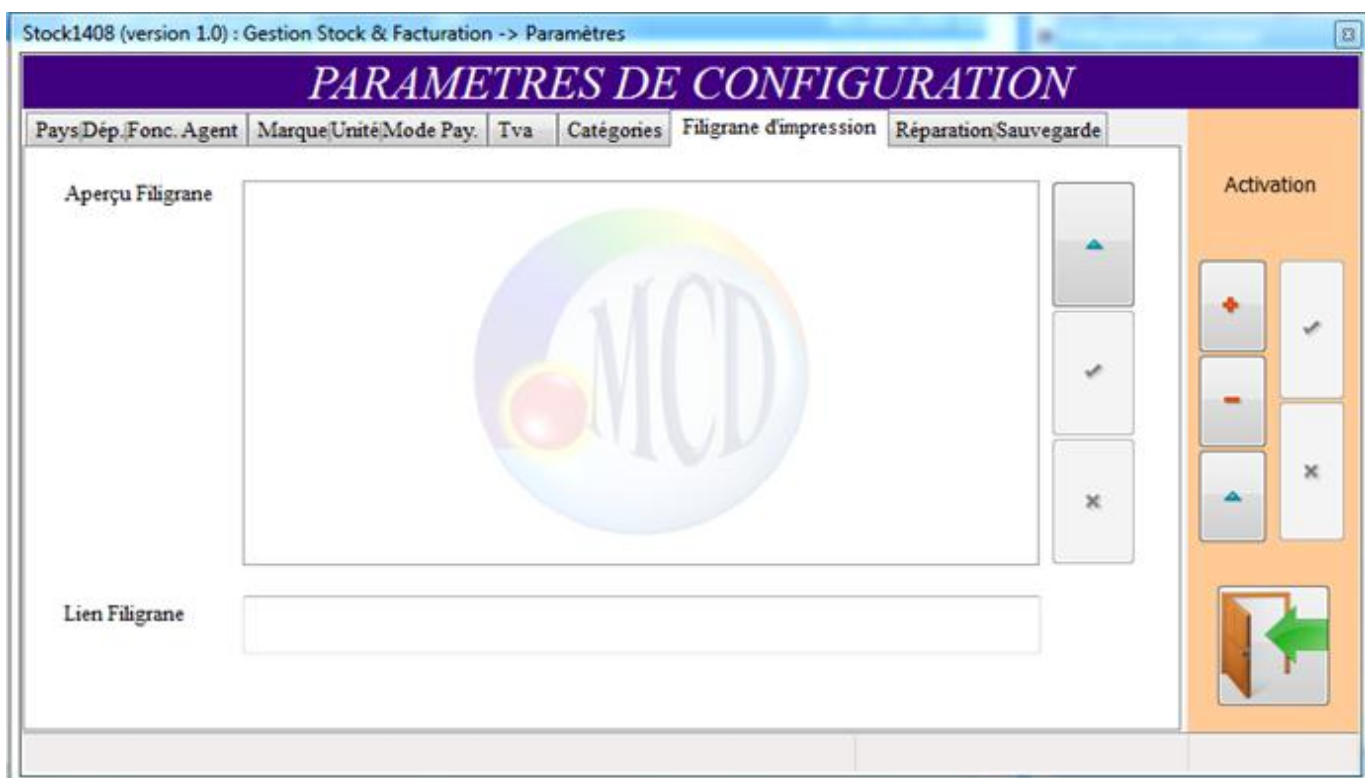 Stock1408 (version 1.0) : Gestion Stock & Facturation -> Paramètres
PARAMETRES DE CONFIGURATION
Pays|Dép.|Fonc. Agent
Marque|Unité|Mode Pay.
Tva
Catégories
Filigrane d'impression
Réparation|Sauvegarde
Aperçu Filigrane
MCD
Activation
Lien Filigrane